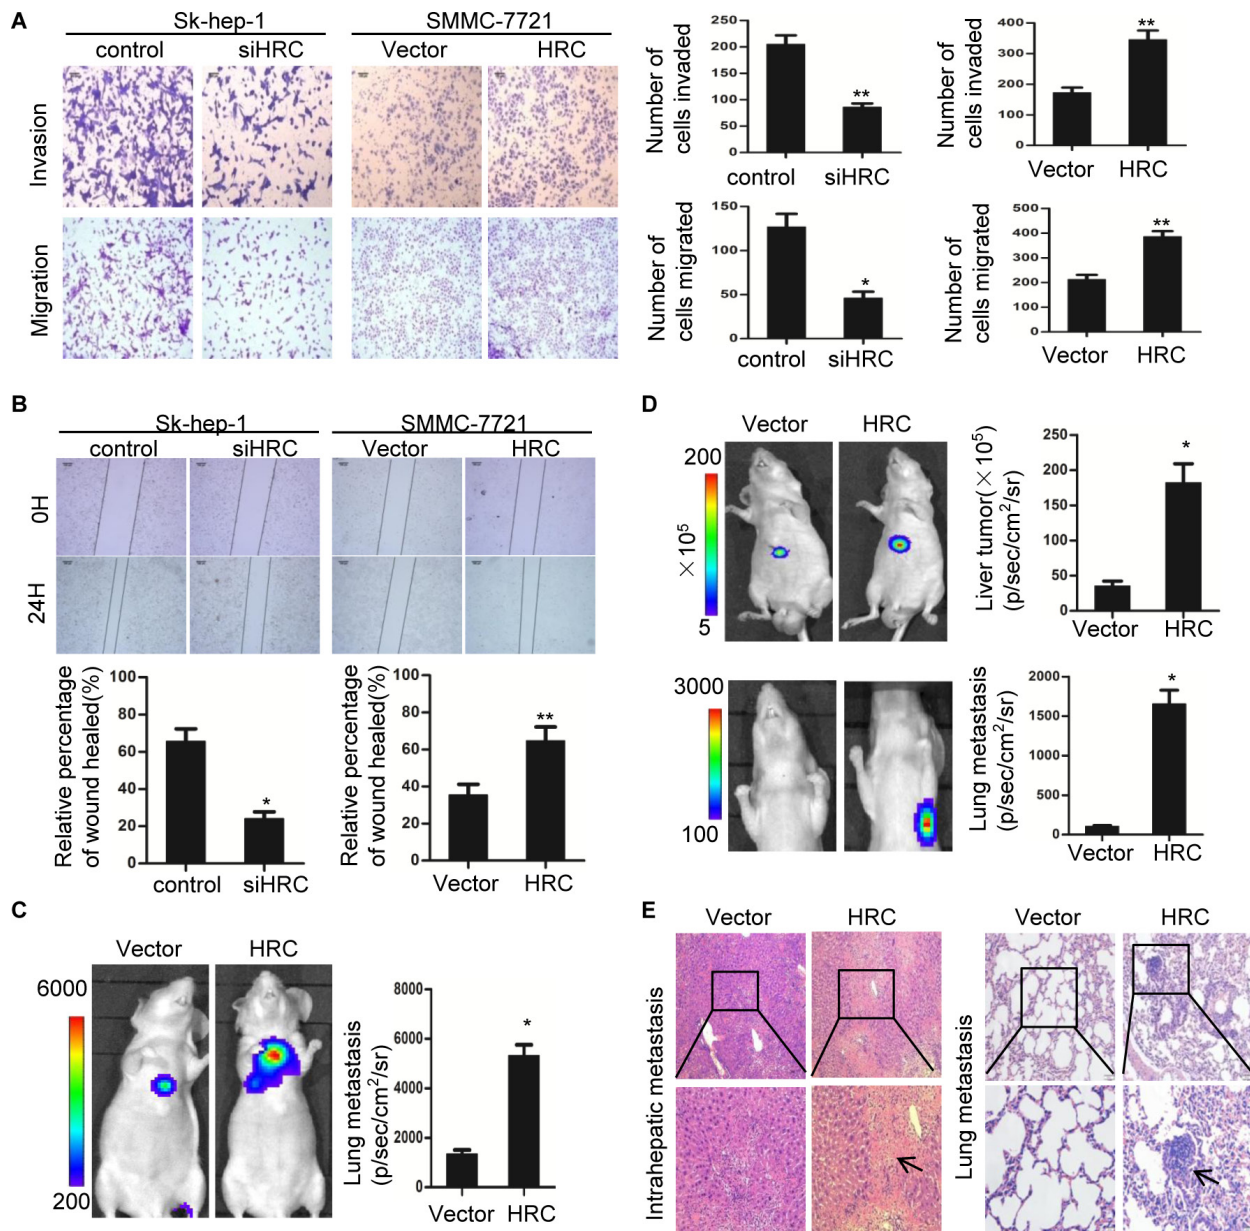 A
Sk-hep-1
SMMC-7721
control
siHRC
Vector
HRC
Invasion
Migration
Number of
cells invaded
250
200
150
100
50
0
**
control
siHRC
Number of
cells invaded
400
300
200
100
0
**
Vector
HRC
Number of
cells migrated
150
100
50
0
*
control
siHRC
Number of
cells migrated
500
400
300
200
100
0
**
Vector
HRC
B
Sk-hep-1
SMMC-7721
control
siHRC
Vector
HRC
0H
24H
Relative percentage
of wound healed(%)
100
80
60
40
20
0
*
control
siHRC
Relative percentage
of wound healed(%)
100
80
60
40
20
0
**
Vector
HRC
D
Vector
HRC
200
×10⁵
5
Liver tumor(×10⁵)
(p/sec/cm²/sr)
250
200
150
100
50
0
*
Vector
HRC
3000
100
Lung metastasis
(p/sec/cm²/sr)
2000
1500
1000
500
0
*
Vector
HRC
C
Vector
HRC
6000
200
Lung metastasis
(p/sec/cm²/sr)
8000
6000
4000
2000
0
*
Vector
HRC
E
Vector
HRC
Vector
HRC
Intrahepatic metastasis
Lung metastasis